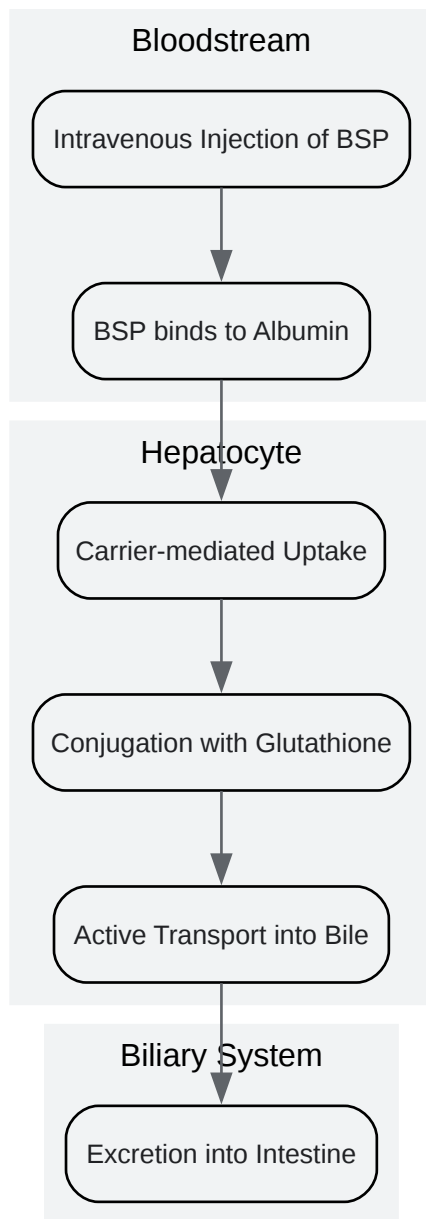 Bloodstream
Intravenous Injection of BSP
BSP binds to Albumin
Hepatocyte
Carrier-mediated Uptake
Conjugation with Glutathione
Active Transport into Bile
Biliary System
Excretion into Intestine